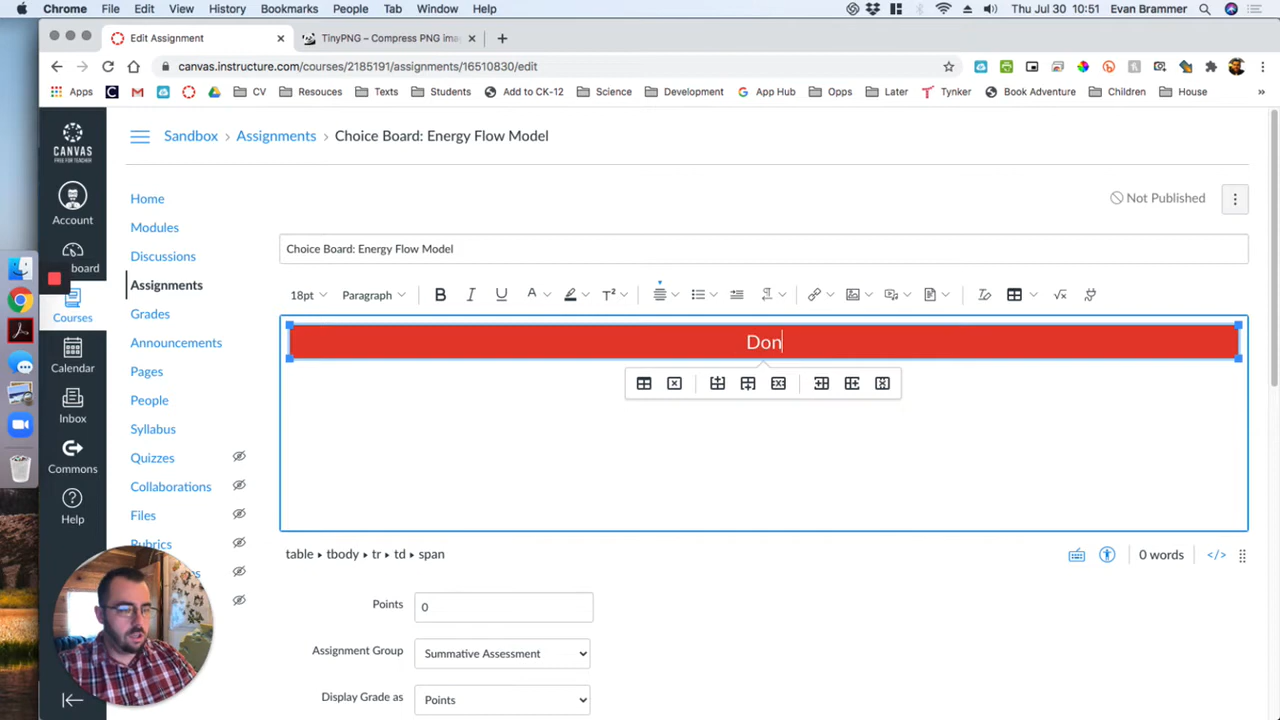 Chrome File Edit View History Bookmarks People Tab Window Help Thu Jul 30 10:51 Evan Brammer
Edit Assignment TinyPNG – Compress PNG ima
canvas.instructure.com/courses/2185191/assignments/16510830/edit
Apps CV Resouces Texts Students Add to CK-12 Science Development App Hub Opps Later Tynker Book Adventure Children House »
CANVAS
FREE FOR TEACHER
Account
board
Courses
Calendar
Inbox
Commons
Help
Sandbox › Assignments › Choice Board: Energy Flow Model
Home
Modules
Discussions
Assignments
Grades
Announcements
Pages
People
Syllabus
Quizzes
Collaborations
Files
Rubrics
Not Published
Choice Board: Energy Flow Model
18pt Paragraph B I U A T²
Don
table ▸ tbody ▸ tr ▸ td ▸ span 0 words </>
Points 0
Assignment Group Summative Assessment
Display Grade as Points